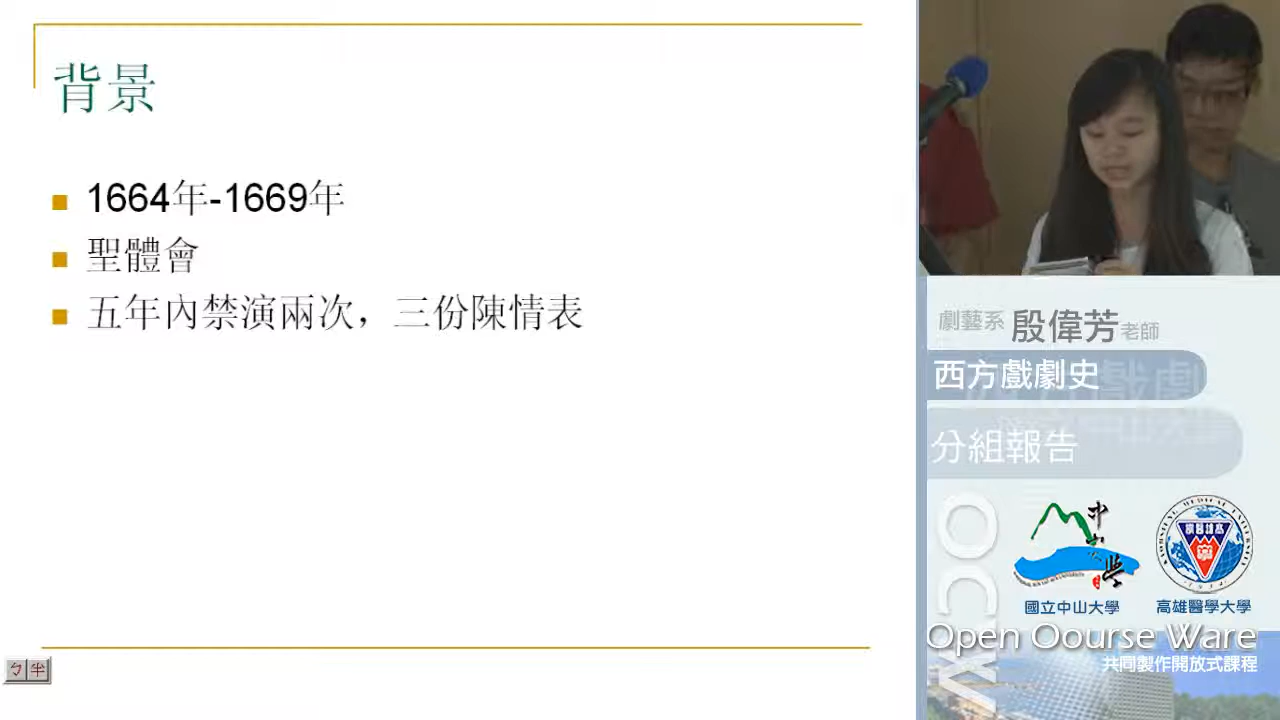 背景
1664年-1669年
聖體會
五年內禁演兩次，三份陳情表
ㄅ半
劇藝系 殷偉芳 老師
西方戲劇史
分組報告
OCW
國立中山大學
高雄醫學大學
Open Oourse Ware
共同製作開放式課程